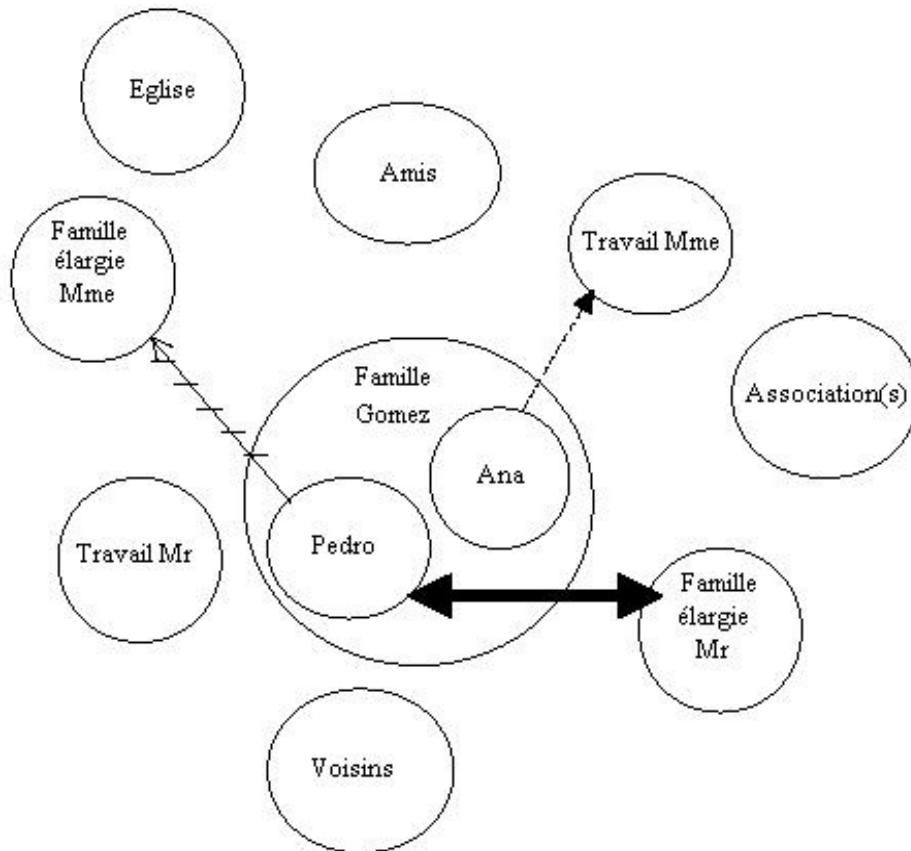 Eglise
Amis
Famille
élargie
Mme
Travail Mme
Famille
Gomez
Association(s)
Ana
Pedro
Travail Mr
Famille
élargie
Mr
Voisins